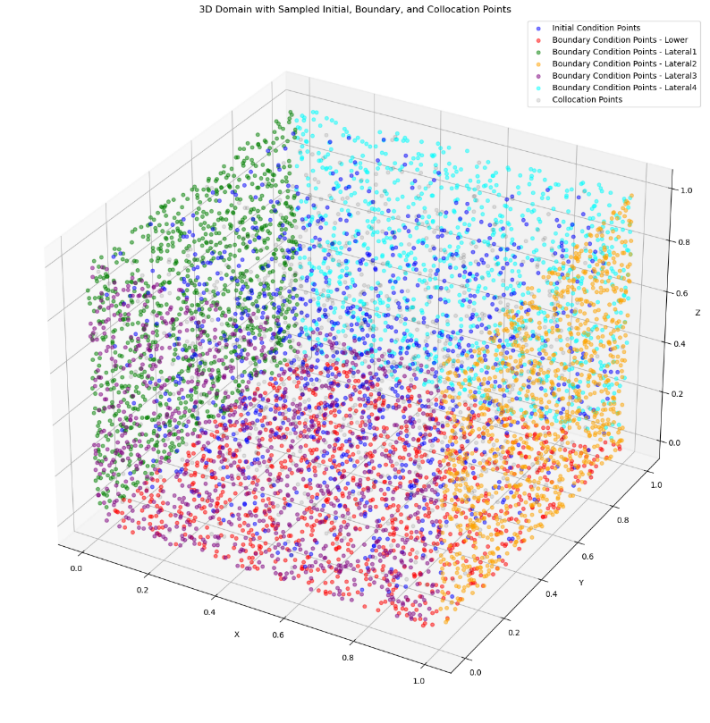 3D Domain with Sampled Initial, Boundary, and Collocation Points
Initial Condition Points
Boundary Condition Points - Lower
Boundary Condition Points - Lateral1
Boundary Condition Points - Lateral2
Boundary Condition Points - Lateral3
Boundary Condition Points - Lateral4
Collocation Points
1.0
0.8
0.6
Z
0.4
0.2
0.0
1.0
0.8
0.6
Y
0.4
0.2
0.0
0.0
0.2
0.4
X
0.6
0.8
1.0